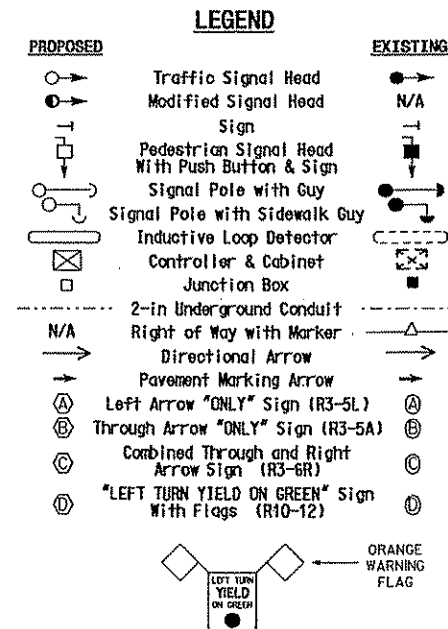 LEGEND
PROPOSED EXISTING
Traffic Signal Head
Modified Signal Head N/A
Sign
Pedestrian Signal Head
With Push Button & Sign
Signal Pole with Guy
Signal Pole with Sidewalk Guy
Inductive Loop Detector
Controller & Cabinet
Junction Box
2-in Underground Conduit
N/A Right of Way with Marker
Directional Arrow
Pavement Marking Arrow
A Left Arrow "ONLY" Sign (R3-5L) A
B Through Arrow "ONLY" Sign (R3-5A) B
C Combined Through and Right C
Arrow Sign (R3-6R)
D "LEFT TURN YIELD ON GREEN" Sign D
With Flags (R10-12)
LEFT TURN
YIELD
ON GREEN
ORANGE
WARNING
FLAG